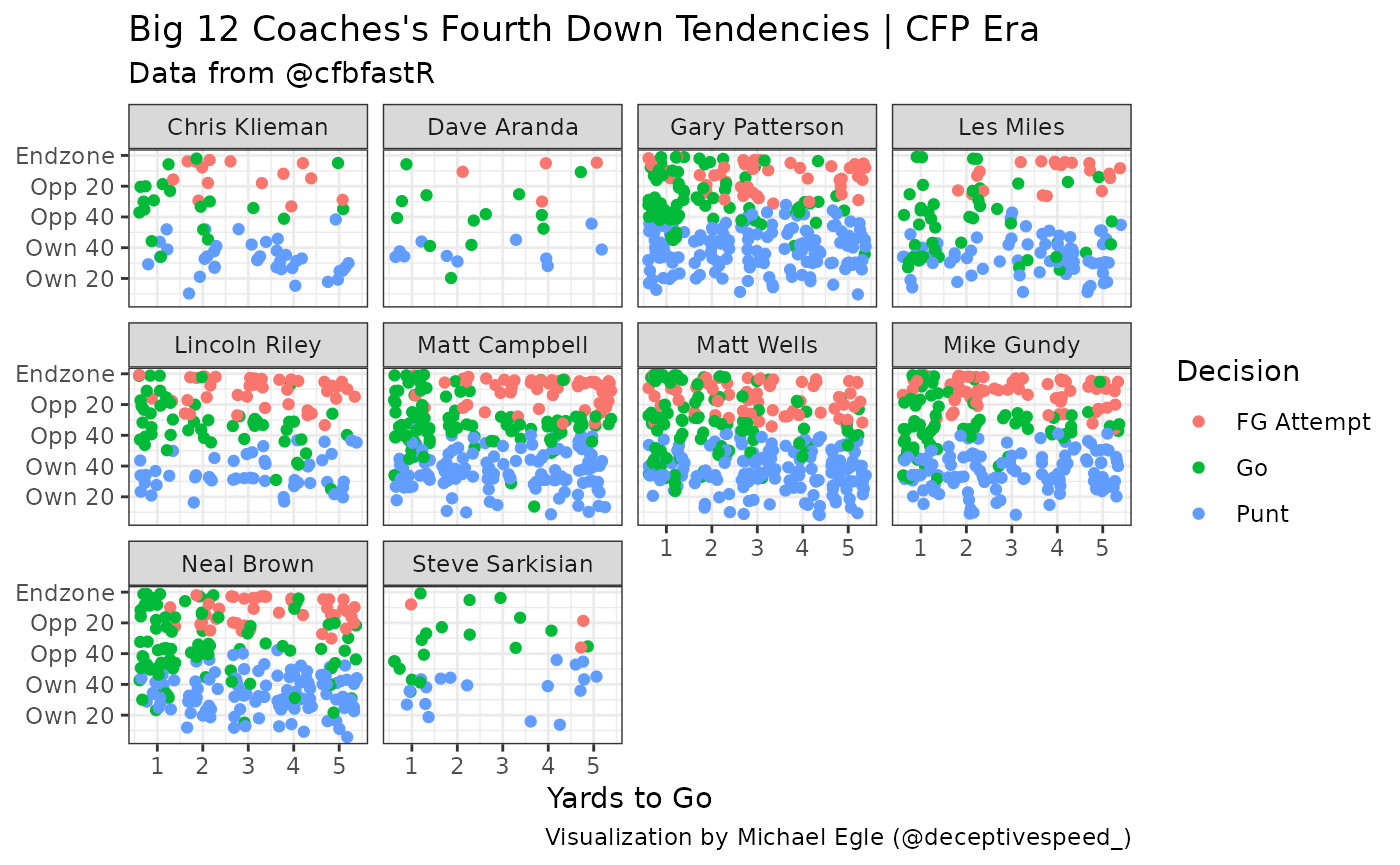 Big 12 Coaches's Fourth Down Tendencies | CFP Era
Data from @cfbfastR
Chris Klieman
Dave Aranda
Gary Patterson
Les Miles
Endzone
Opp 20
Opp 40
Own 40
Own 20
Lincoln Riley
Matt Campbell
Matt Wells
Mike Gundy
Endzone
Opp 20
Opp 40
Own 40
Own 20
1 2 3 4 5
1 2 3 4 5
Neal Brown
Steve Sarkisian
Endzone
Opp 20
Opp 40
Own 40
Own 20
1 2 3 4 5
1 2 3 4 5
Yards to Go
Visualization by Michael Egle (@deceptivespeed_)
Decision
FG Attempt
Go
Punt